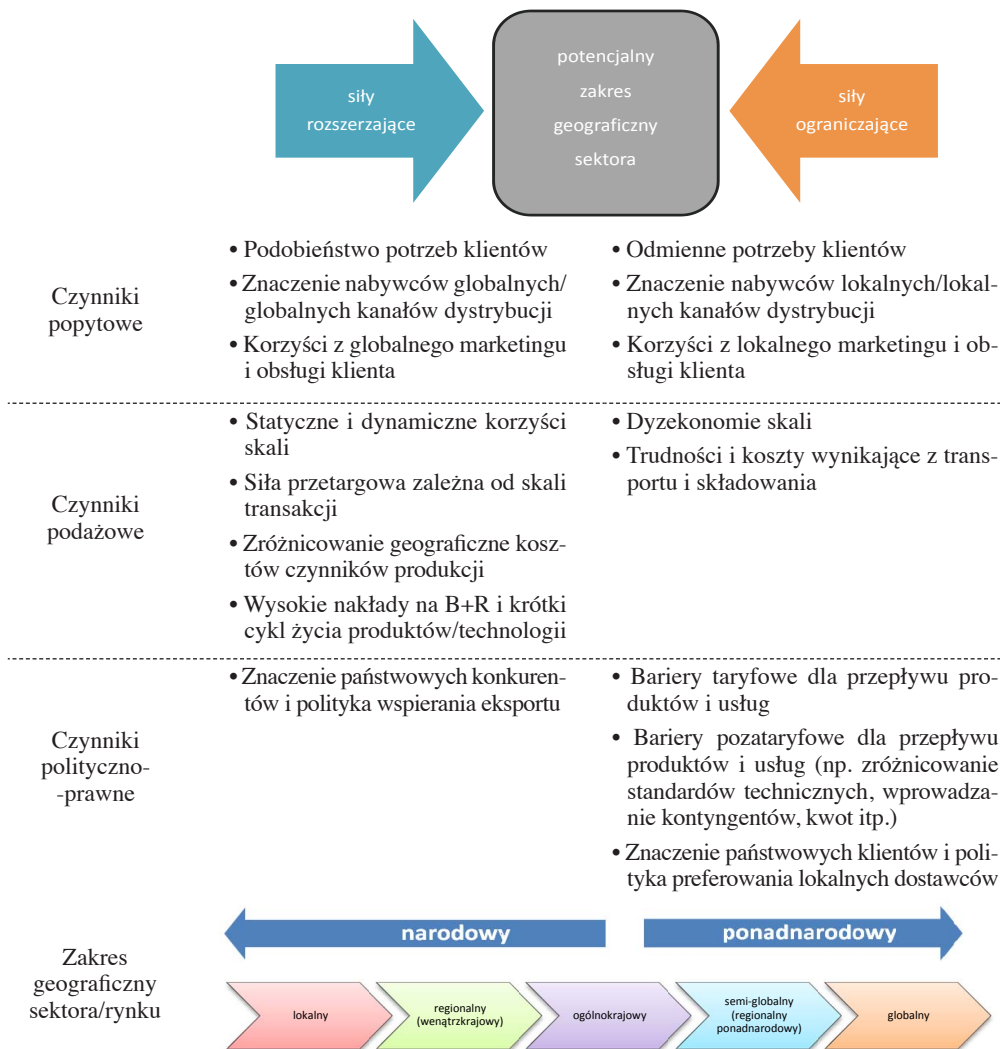 siły
rozszerzające
potencjalny
zakres
geograficzny
sektora
siły
ograniczające
Czynniki
popytowe
• Podobieństwo potrzeb klientów
• Znaczenie nabywców globalnych/
globalnych kanałów dystrybucji
• Korzyści z globalnego marketingu
i obsługi klienta
• Odmienne potrzeby klientów
• Znaczenie nabywców lokalnych/lokal-
nych kanałów dystrybucji
• Korzyści z lokalnego marketingu i ob-
sługi klienta
Czynniki
podażowe
• Statyczne i dynamiczne korzyści
skali
• Siła przetargowa zależna od skali
transakcji
• Zróżnicowanie geograficzne kosz-
tów czynników produkcji
• Wysokie nakłady na B+R i krótki
cykl życia produktów/technologii
• Dyzekonomie skali
• Trudności i koszty wynikające z trans-
portu i składowania
Czynniki
polityczno-
-prawne
• Znaczenie państwowych konkuren-
tów i polityka wspierania eksportu
• Bariery taryfowe dla przepływu pro-
duktów i usług
• Bariery pozataryfowe dla przepływu
produktów i usług (np. zróżnicowanie
standardów technicznych, wprowadza-
nie kontyngentów, kwot itp.)
• Znaczenie państwowych klientów i poli-
tyka preferowania lokalnych dostawców
Zakres
geograficzny
sektora/rynku
narodowy
ponadnarodowy
lokalny
regionalny
(wenątrzkrajowy)
ogólnokrajowy
semi-globalny
(regionalny
ponadnarodowy)
globalny